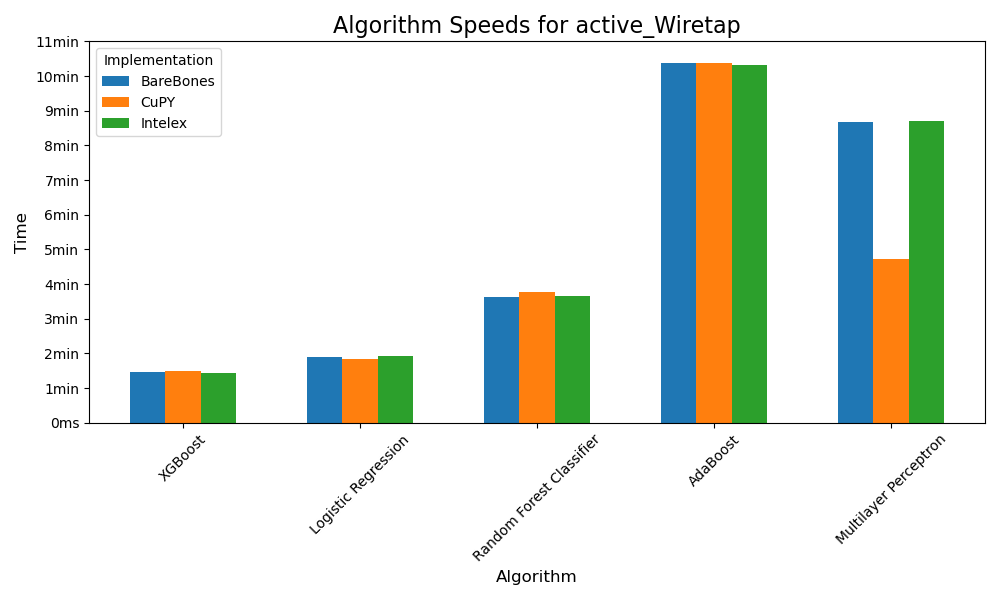 Algorithm Speeds for active_Wiretap
11min
10min
9min
8min
7min
6min
5min
4min
3min
2min
1min
0ms
Time
Implementation
BareBones
CuPY
Intelex
XGBoost
Logistic Regression
Random Forest Classifier
AdaBoost
Multilayer Perceptron
Algorithm